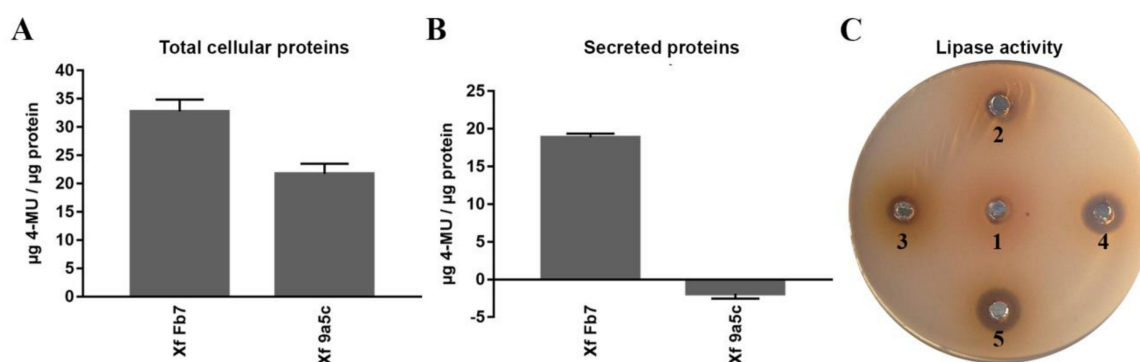 A
Total cellular proteins
µg 4-MU / µg protein
40
35
30
25
20
15
10
5
0
Xf Fb7
Xf 9a5c
B
Secreted proteins
µg 4-MU / µg protein
25
20
15
10
5
0
-5
Xf Fb7
Xf 9a5c
C
Lipase activity
2
3
1
4
5